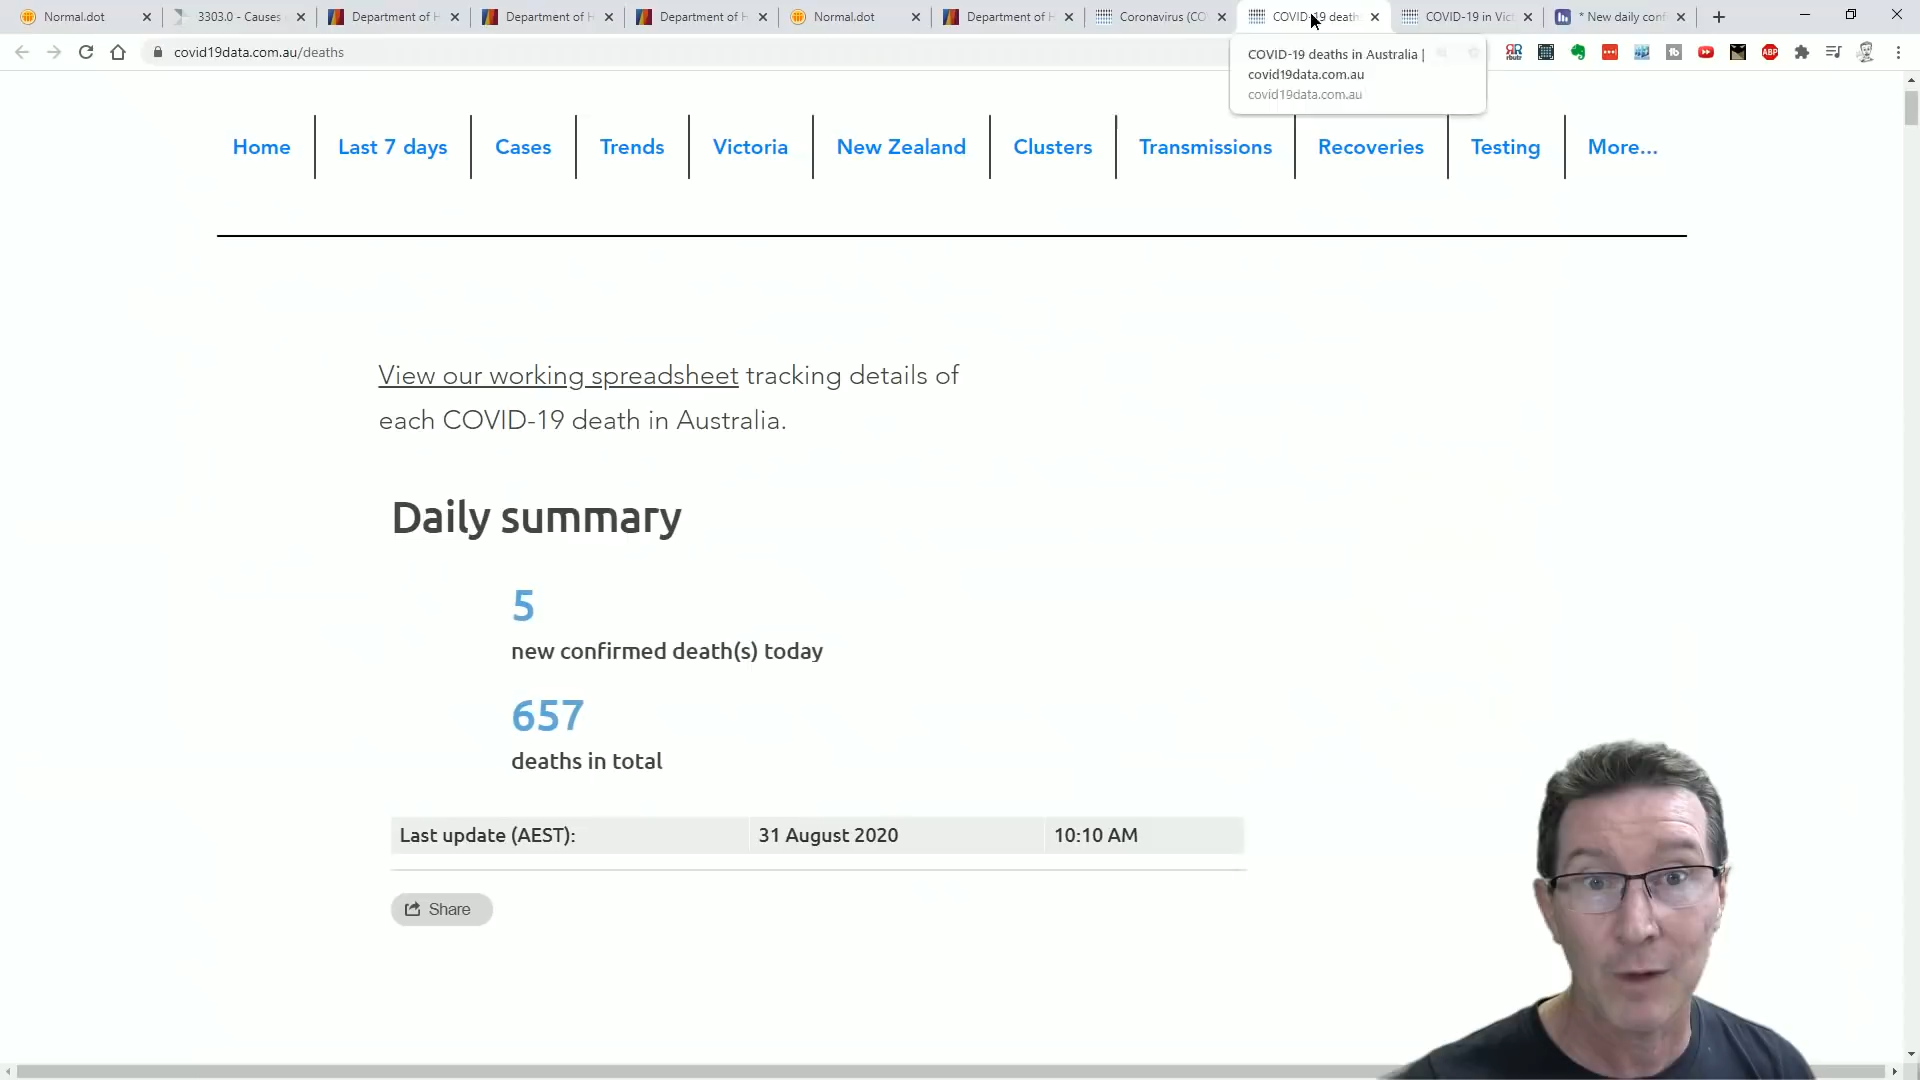 Normal.dot
3303.0 - Causes
Department of H
Department of H
Department of H
Normal.dot
Department of H
Coronavirus (CO
COVID-19 death
COVID-19 in Vict
* New daily conf
covid19data.com.au/deaths
COVID-19 deaths in Australia |
covid19data.com.au
covid19data.com.au
Home
Last 7 days
Cases
Trends
Victoria
New Zealand
Clusters
Transmissions
Recoveries
Testing
More...
View our working spreadsheet tracking details of
each COVID-19 death in Australia.
Daily summary
5
new confirmed death(s) today
657
deaths in total
Last update (AEST): 31 August 2020 10:10 AM
Share
ABP